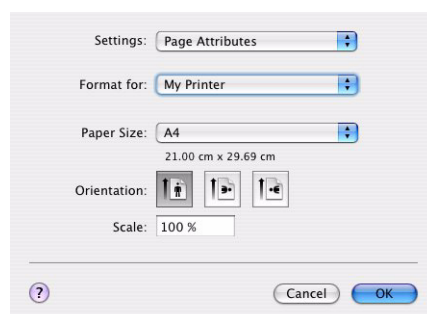 Settings: Page Attributes
Format for: My Printer
Paper Size: A4
21.00 cm x 29.69 cm
Orientation:
Scale: 100 %
? Cancel OK